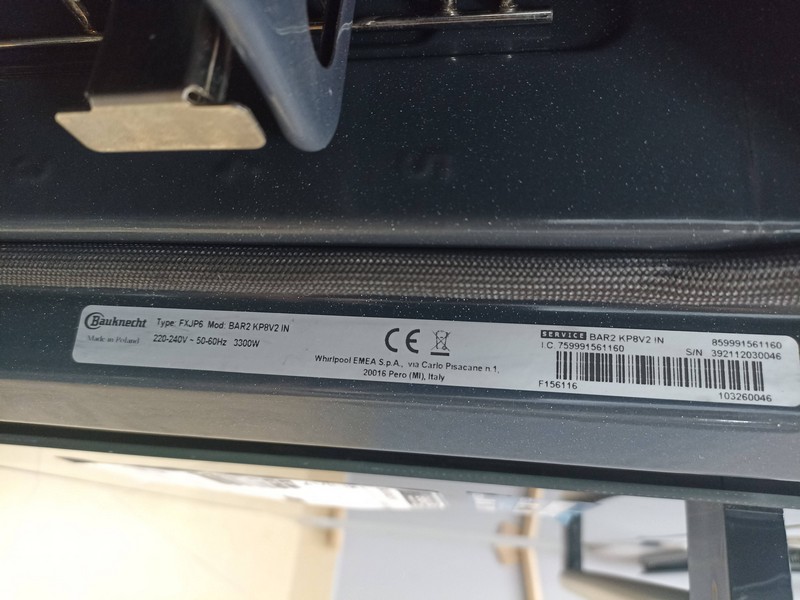 Bauknecht
Made in Poland
Type: FXJP6 Mod: BAR2 KP8V2 IN
220-240V ~ 50-60Hz 3300W
CE
Whirlpool EMEA S.p.A., via Carlo Pisacane n.1,
20016 Pero (MI), Italy
SERVICE BAR2 KP8V2 IN 859991561160
I.C. 759991561160 S/N 392112030046
F156116
103260046